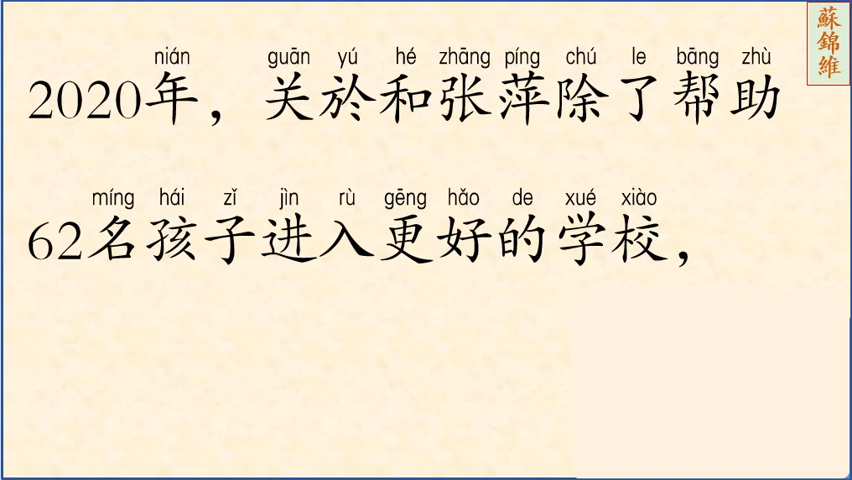 nián guān yú hé zhāng píng chú le bāng zhù
2020年，关於和张萍除了帮助
míng hái zǐ jìn rù gēng hǎo de xué xiào
62名孩子进入更好的学校，
蘇錦維